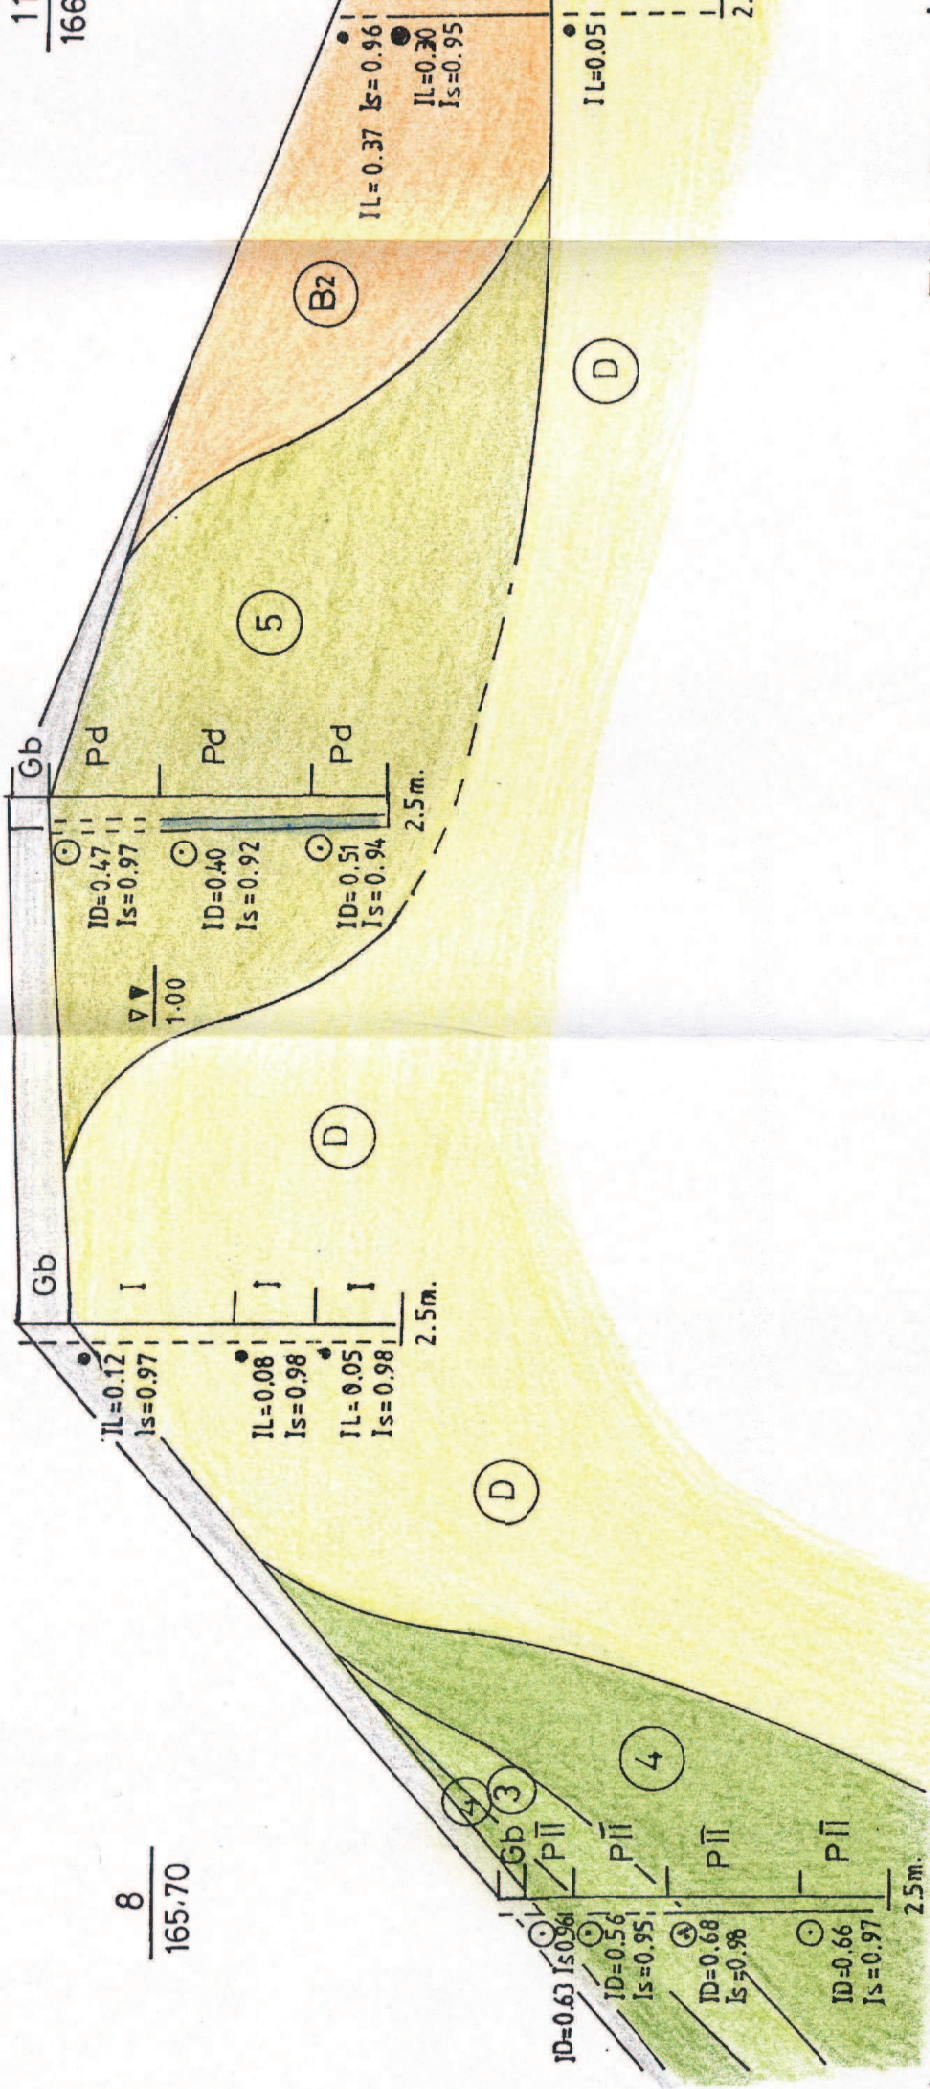 8
165.70
Gb
PII
PII
PII
PII
ID=0.63 Is0.96
ID=0.56
Is=0.95
ID=0.68
Is=0.98
ID=0.66
Is=0.97
2.5m.
4
3
4
D
Gb
I
I
I
IL=0.12
Is=0.97
IL=0.08
Is=0.98
IL=0.05
Is=0.98
2.5m.
D
1.00
Gb
Pd
Pd
Pd
ID=0.47
Is=0.97
ID=0.40
Is=0.92
ID=0.51
Is=0.94
2.5m.
5
B2
D
11
166
IL=0.37 Is=0.96
IL=0.30
Is=0.95
IL=0.05
2.